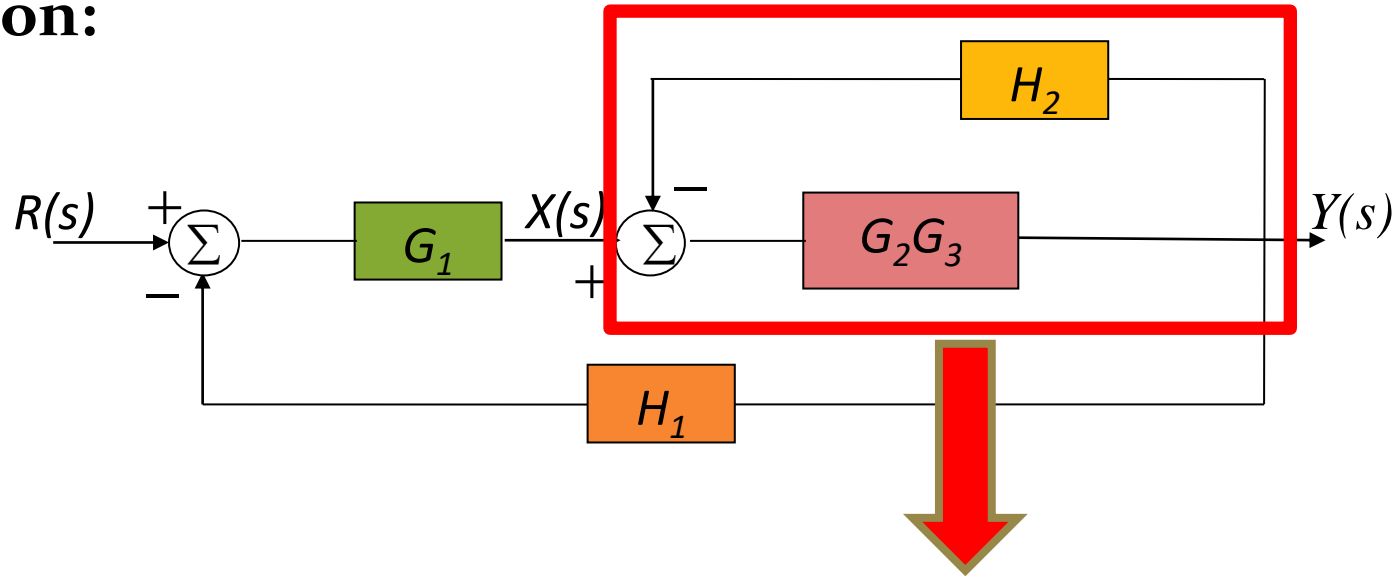 on:
H₂
R(s) + Σ G₁ X(s) + − Σ G₂G₃ Y(s)
−
H₁